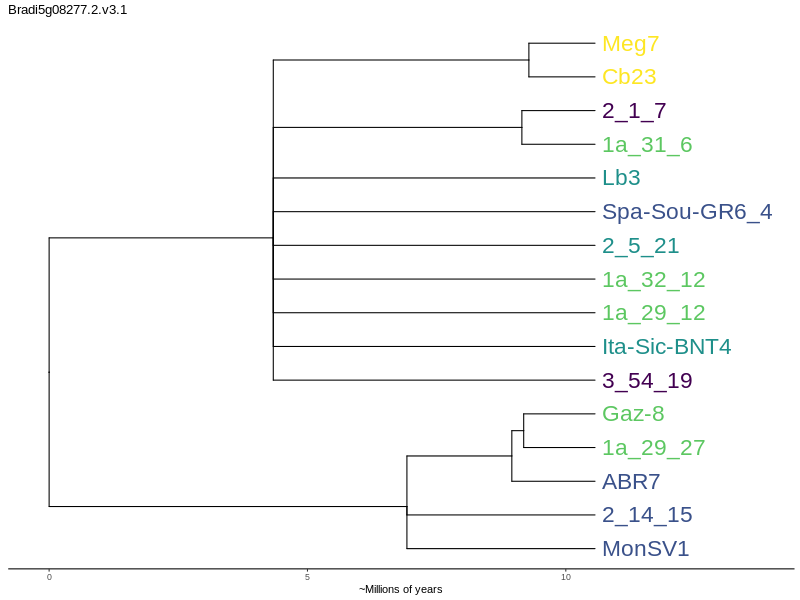 Bradi5g08277.2.v3.1
Meg7
Cb23
2_1_7
1a_31_6
Lb3
Spa-Sou-GR6_4
2_5_21
1a_32_12
1a_29_12
Ita-Sic-BNT4
3_54_19
Gaz-8
1a_29_27
ABR7
2_14_15
MonSV1
0 5 10
~Millions of years